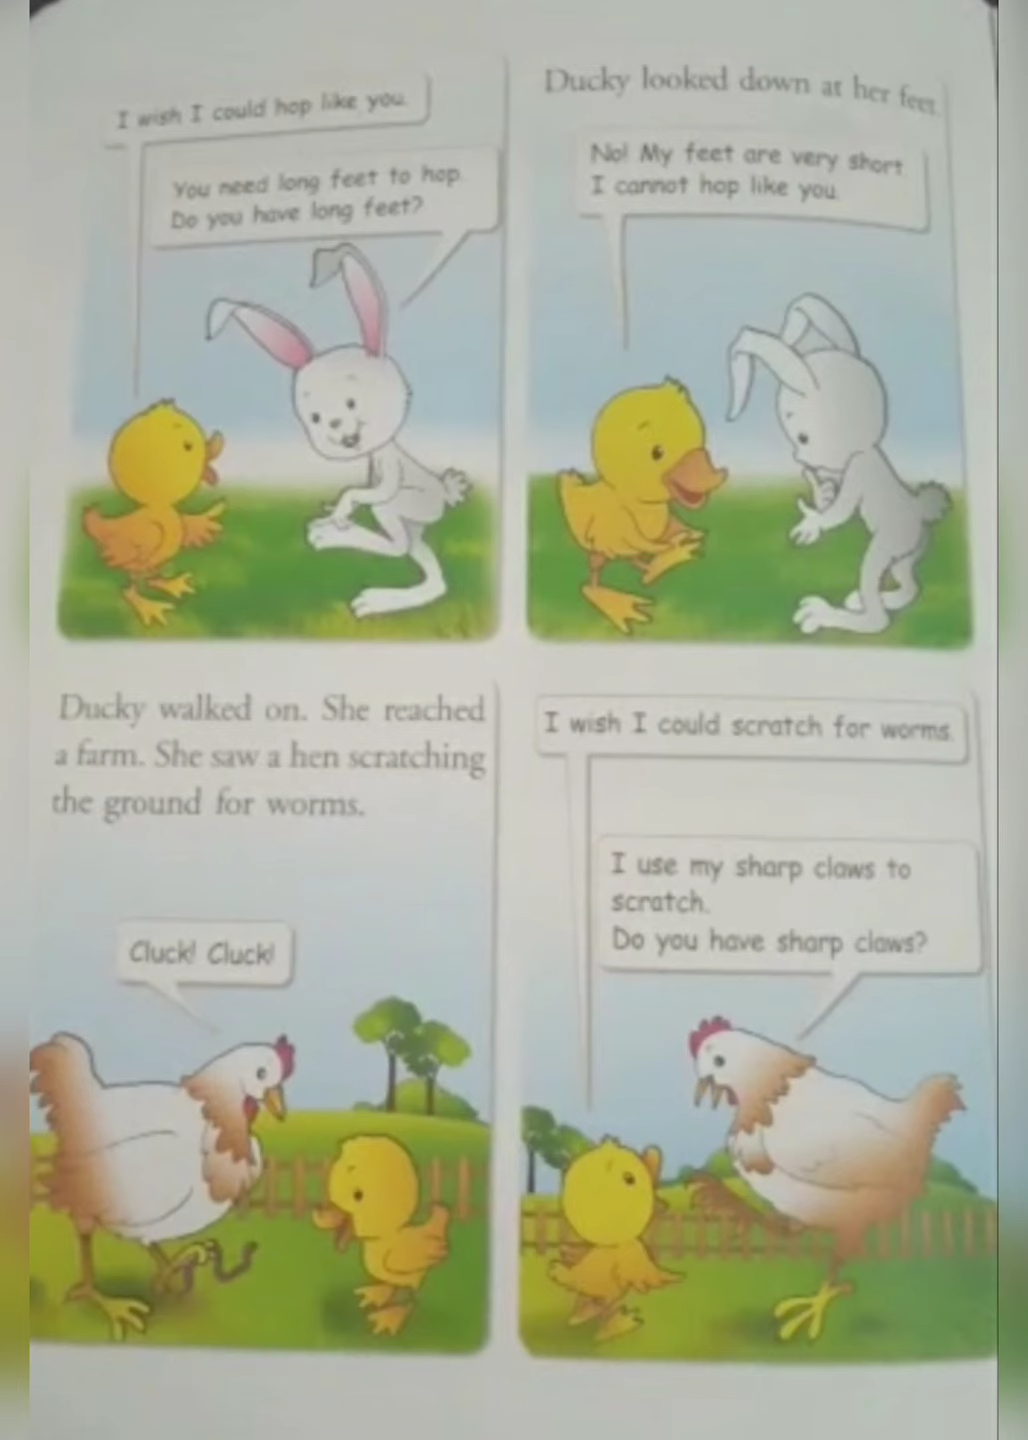 I wish I could hop like you.
You need long feet to hop.
Do you have long feet?
Ducky looked down at her feet.
No! My feet are very short.
I cannot hop like you.
Ducky walked on. She reached
a farm. She saw a hen scratching
the ground for worms.
Cluck! Cluck!
I wish I could scratch for worms.
I use my sharp claws to
scratch.
Do you have sharp claws?